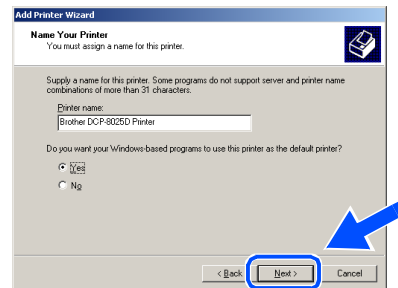 Add Printer Wizard
Name Your Printer
You must assign a name for this printer.
Supply a name for this printer. Some programs do not support server and printer name
combinations of more than 31 characters.
Printer name:
Brother DCP-8025D Printer
Do you want your Windows-based programs to use this printer as the default printer?
Yes
No
< Back Next > Cancel